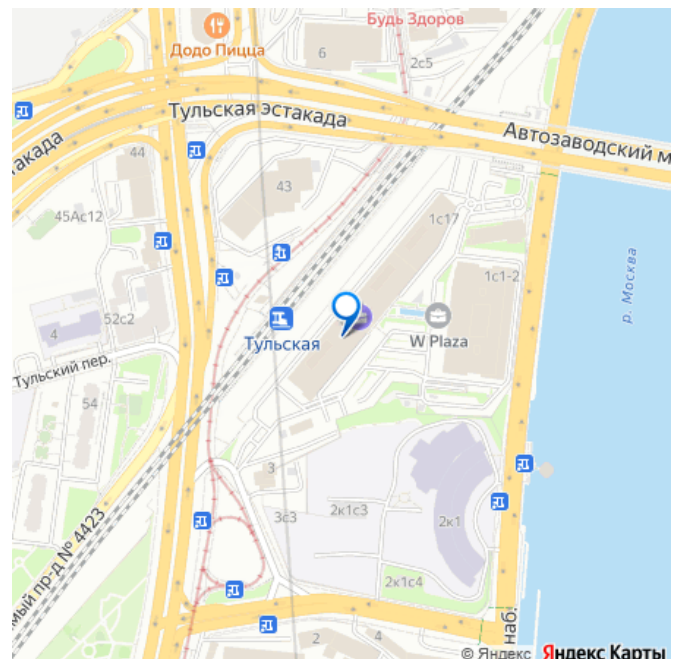 Будь Здоров
Додо Пицца
6
2с5
Тульская эстакада
Автозаводский м
такада
44
43
45Ас12
1с17
1с1-2
р. Москва
52с2
4
Тульская
W Plaza
Тульский пер.
54
3
3с3
2к1с3
2к1
мый пр-д № 4423
2к1с4
2
4
наб.
© Яндекс Яндекс Карты